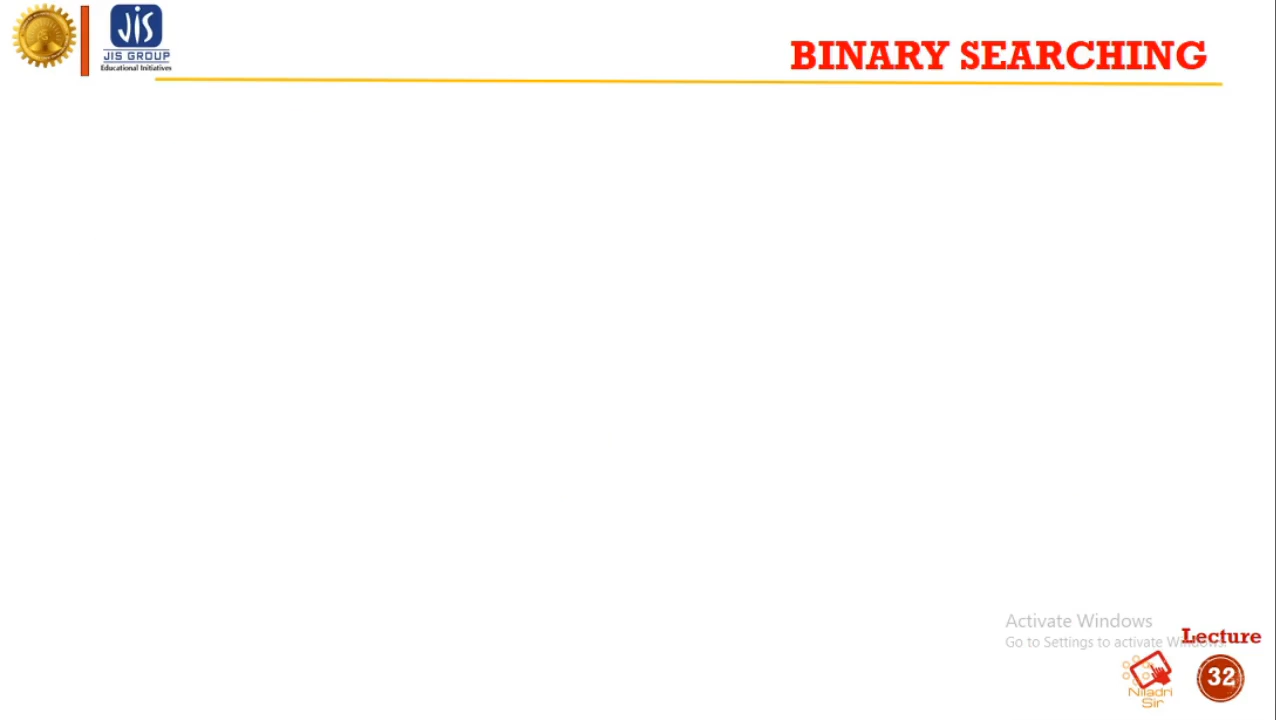 JIS
JIS GROUP
Educational Initiatives
BINARY SEARCHING
Activate Windows
Go to Settings to activate Windows.
Lecture
32
Niladri
Sir